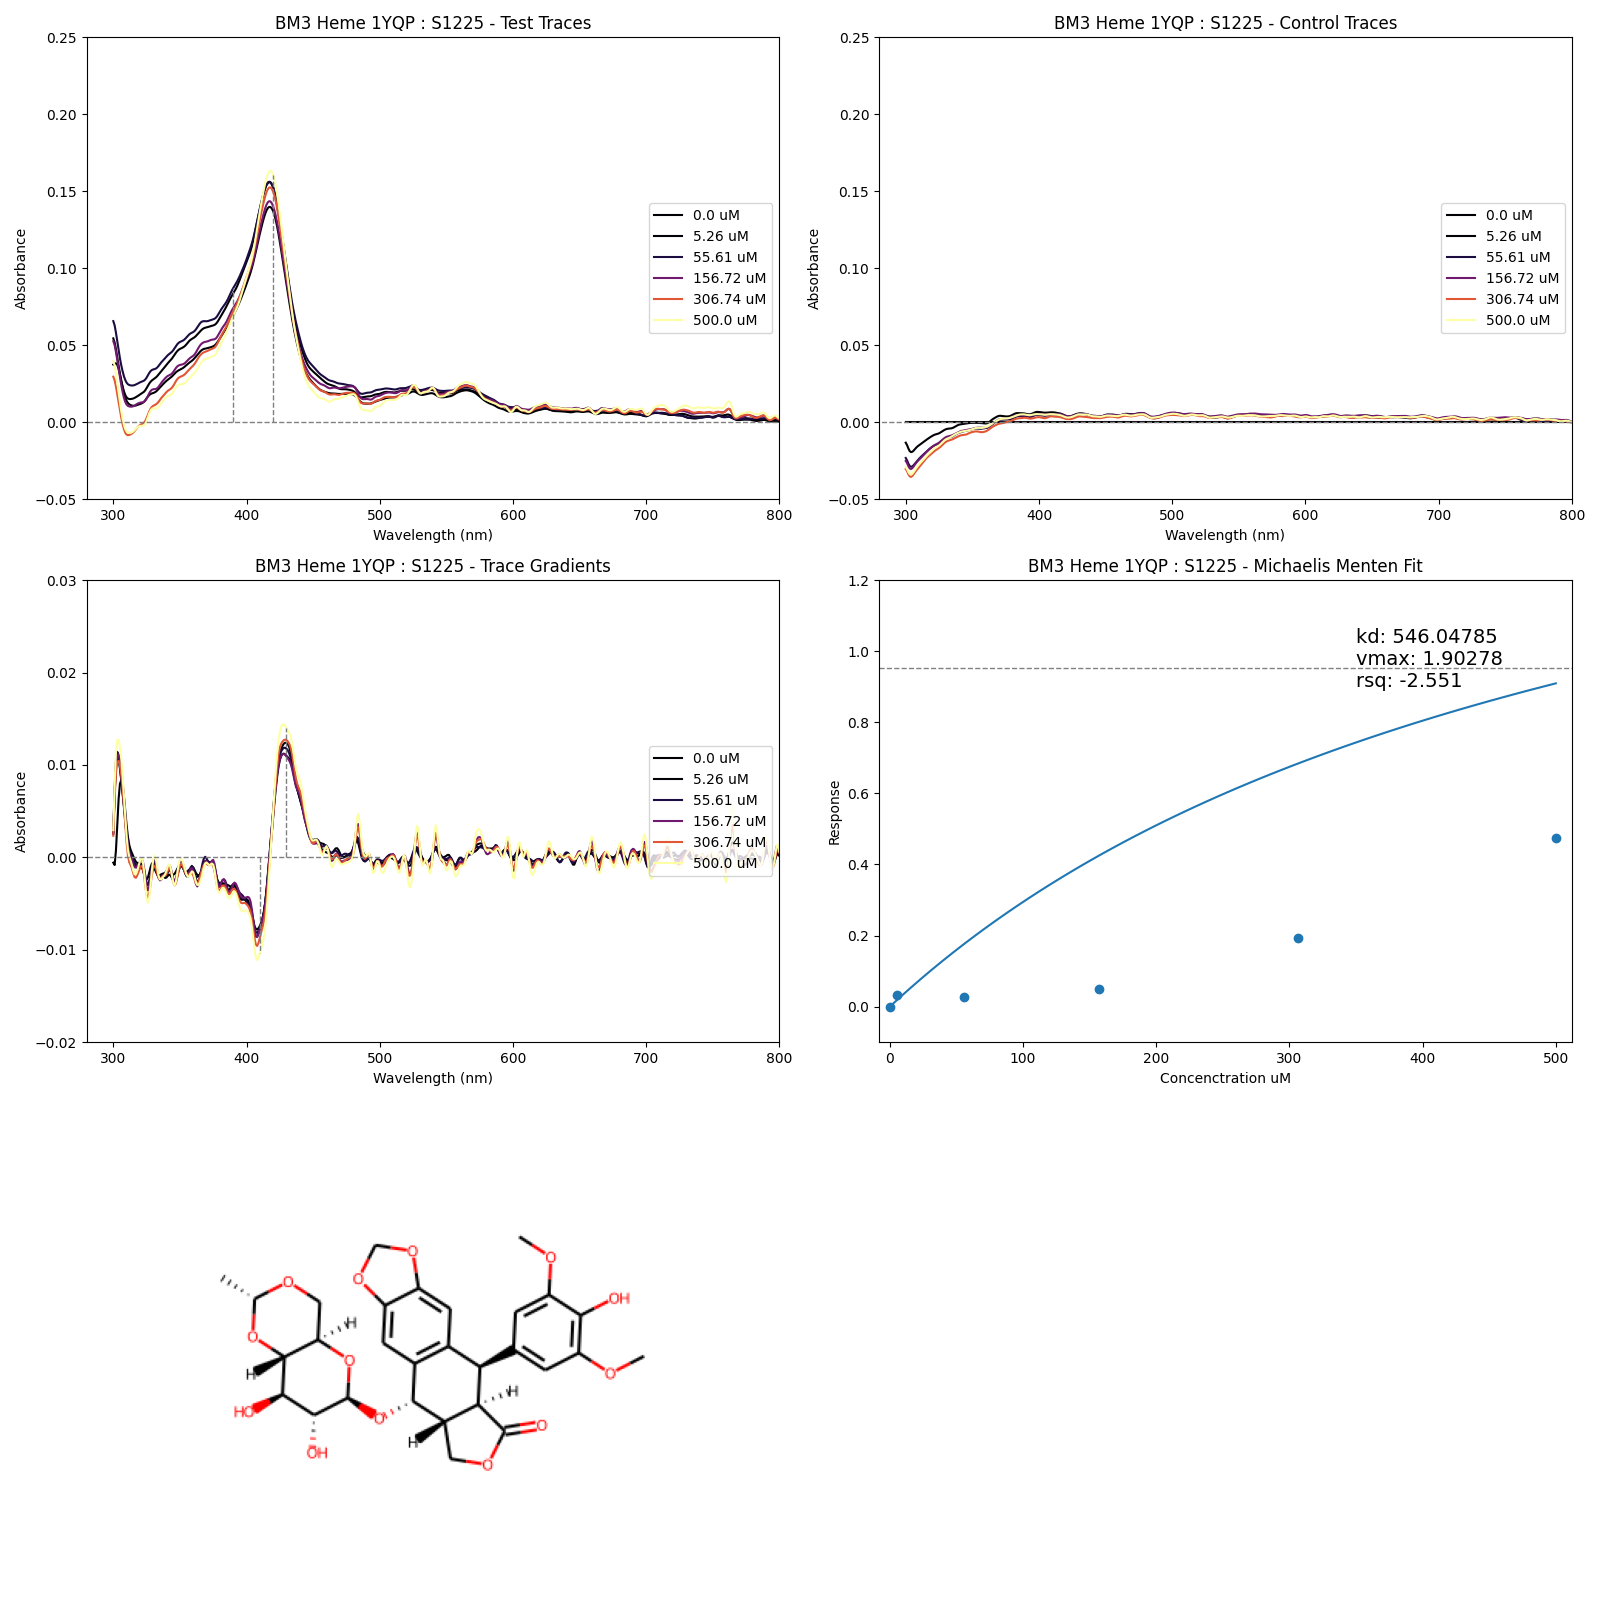 BM3 Heme 1YQP : S1225 - Test Traces
0.25
0.20
0.15
0.10
0.05
0.00
−0.05
Absorbance
300 400 500 600 700 800
Wavelength (nm)
0.0 uM
5.26 uM
55.61 uM
156.72 uM
306.74 uM
500.0 uM
BM3 Heme 1YQP : S1225 - Control Traces
0.25
0.20
0.15
0.10
0.05
0.00
−0.05
Absorbance
300 400 500 600 700 800
Wavelength (nm)
0.0 uM
5.26 uM
55.61 uM
156.72 uM
306.74 uM
500.0 uM
BM3 Heme 1YQP : S1225 - Trace Gradients
0.03
0.02
0.01
0.00
−0.01
−0.02
Absorbance
300 400 500 600 700 800
Wavelength (nm)
0.0 uM
5.26 uM
55.61 uM
156.72 uM
306.74 uM
500.0 uM
BM3 Heme 1YQP : S1225 - Michaelis Menten Fit
1.2
1.0
0.8
0.6
0.4
0.2
0.0
Response
kd: 546.04785
vmax: 1.90278
rsq: -2.551
0 100 200 300 400 500
Concenctration uM
O
O
O
O
OH
O
H
O
O
O
H
H
HO
O
H
O
OH
O